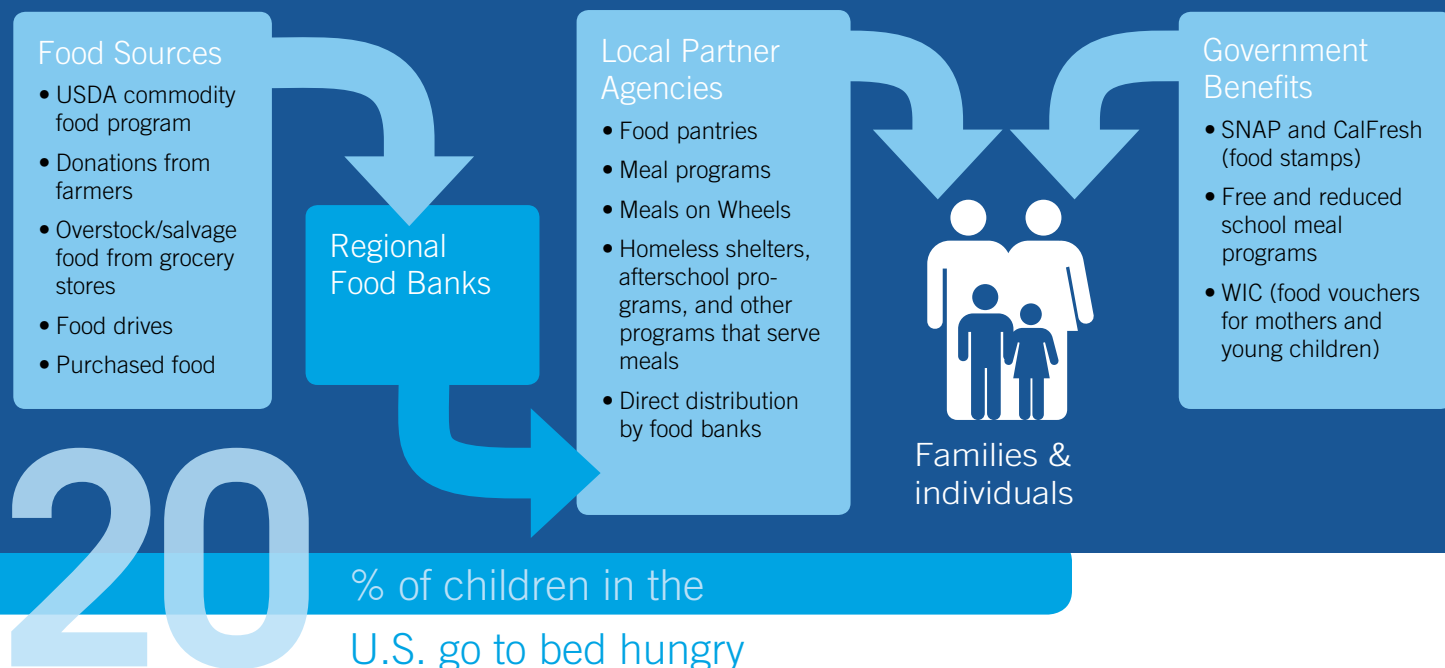 Food Sources
• USDA commodity
food program
• Donations from
farmers
• Overstock/salvage
food from grocery
stores
• Food drives
• Purchased food
Regional
Food Banks
Local Partner
Agencies
• Food pantries
• Meal programs
• Meals on Wheels
• Homeless shelters,
afterschool pro-
grams, and other
programs that serve
meals
• Direct distribution
by food banks
Families &
individuals
Government
Benefits
• SNAP and CalFresh
(food stamps)
• Free and reduced
school meal
programs
• WIC (food vouchers
for mothers and
young children)
20
% of children in the
U.S. go to bed hungry